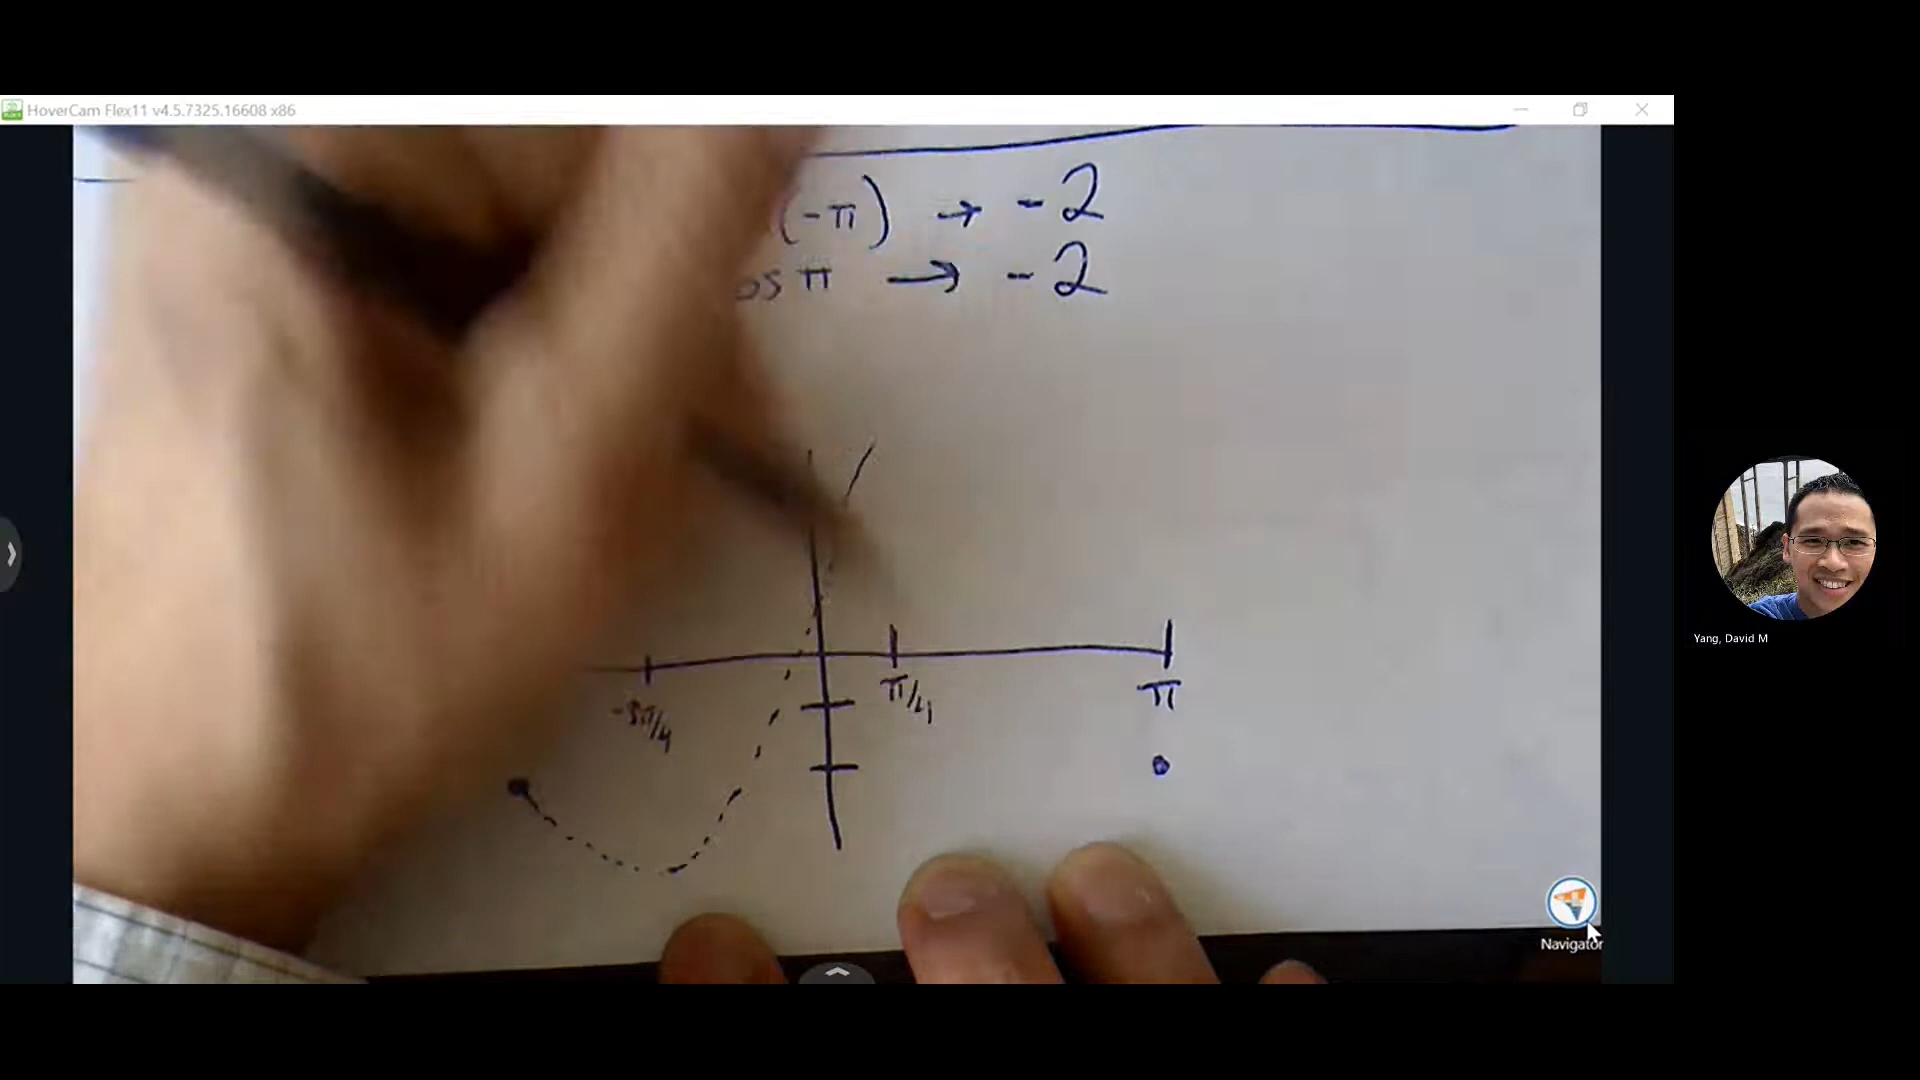 HoverCam Flex11 v4.5.7325.16608 x86
(-π) → -2
os π → -2
-3π/4
π/4
π
Navigator
Yang, David M